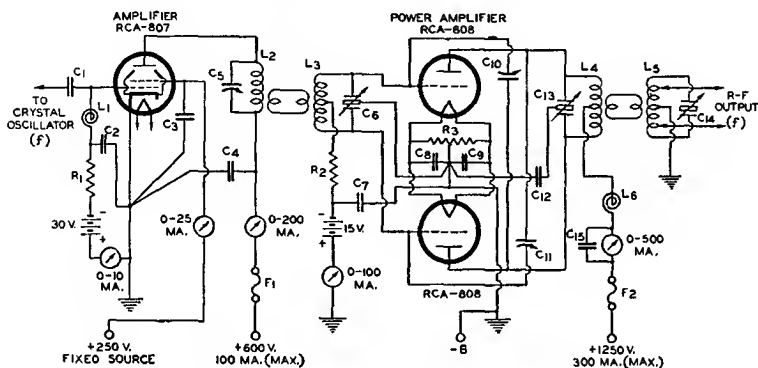 AMPLIFIER
RCA-807
POWER AMPLIFIER
RCA-808
C1
L1
C2
C3
C4
C5
L2
L3
C6
C10
R3
C8
C9
C13
L4
L5
C14
TO
CRYSTAL
OSCILLATOR
(f)
R-F
OUTPUT
(f)
R1
R2
C7
C12
C11
L6
C15
30 V.
0-10
MA.
0-25
MA.
0-200
MA.
F1
15V.
0-100
MA.
RCA-808
0-500
MA.
F2
+250 V.
FIXED SOURCE
+600 V.
100 MA.(MAX.)
-B
+1250 V.
300 MA.(MAX.)